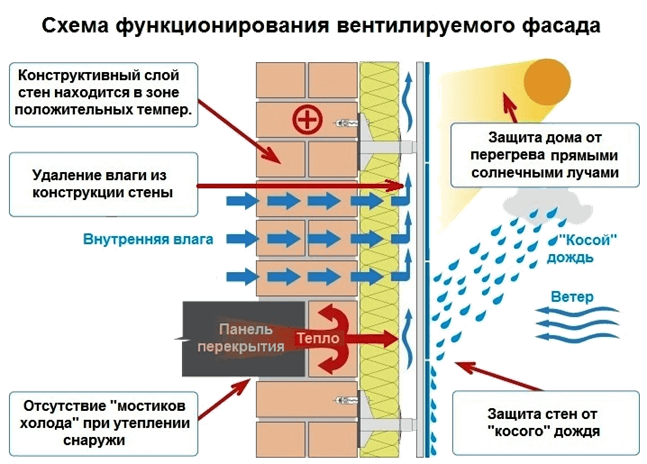 Схема функционирования вентилируемого фасада
Конструктивный слой
стен находится в зоне
положительных темпер.
Удаление влаги из
конструкции стены
Внутренняя влага
Панель
перекрытия
Тепло
Отсутствие "мостиков
холода" при утеплении
снаружи
Защита дома от
перегрева прямыми
солнечными лучами
"Косой"
дождь
Ветер
Защита стен от
"косого" дождя